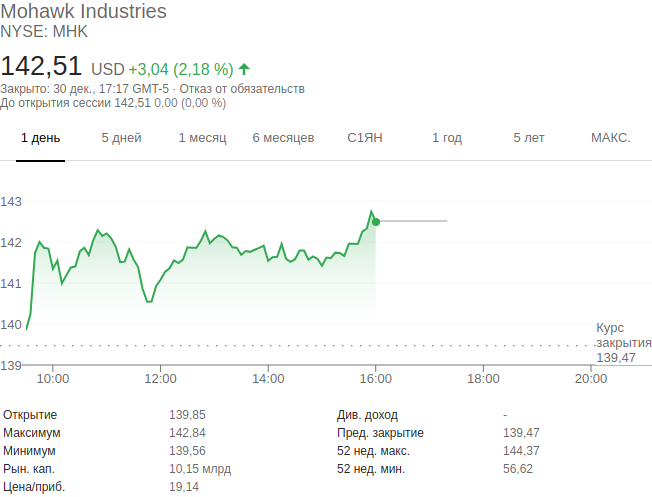 Mohawk Industries
NYSE: MHK
142,51 USD +3,04 (2,18 %)
Закрыто: 30 дек., 17:17 GMT-5 · Отказ от обязательств
До открытия сессии 142,51 0,00 (0,00 %)
1 день 5 дней 1 месяц 6 месяцев С1ЯН 1 год 5 лет МАКС.
143
142
141
140
Курс
закрытия
139,47
139
10:00 12:00 14:00 16:00 18:00 20:00
Открытие 139,85 Див. доход -
Максимум 142,84 Пред. закрытие 139,47
Минимум 139,56 52 нед. макс. 144,37
Рын. кап. 10,15 млрд 52 нед. мин. 56,62
Цена/приб. 19,14